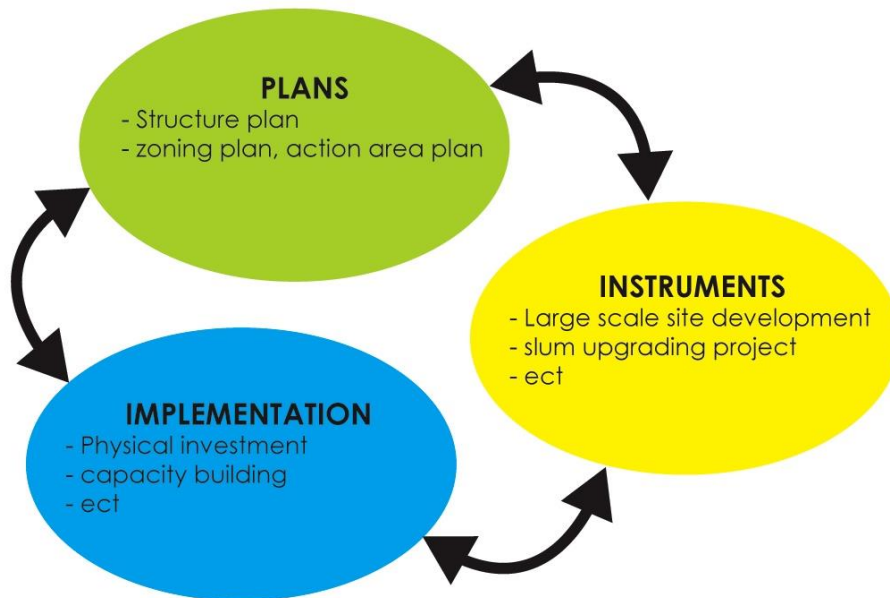 PLANS
- Structure plan
- zoning plan, action area plan
INSTRUMENTS
- Large scale site development
- slum upgrading project
- ect
IMPLEMENTATION
- Physical investment
- capacity building
- ect